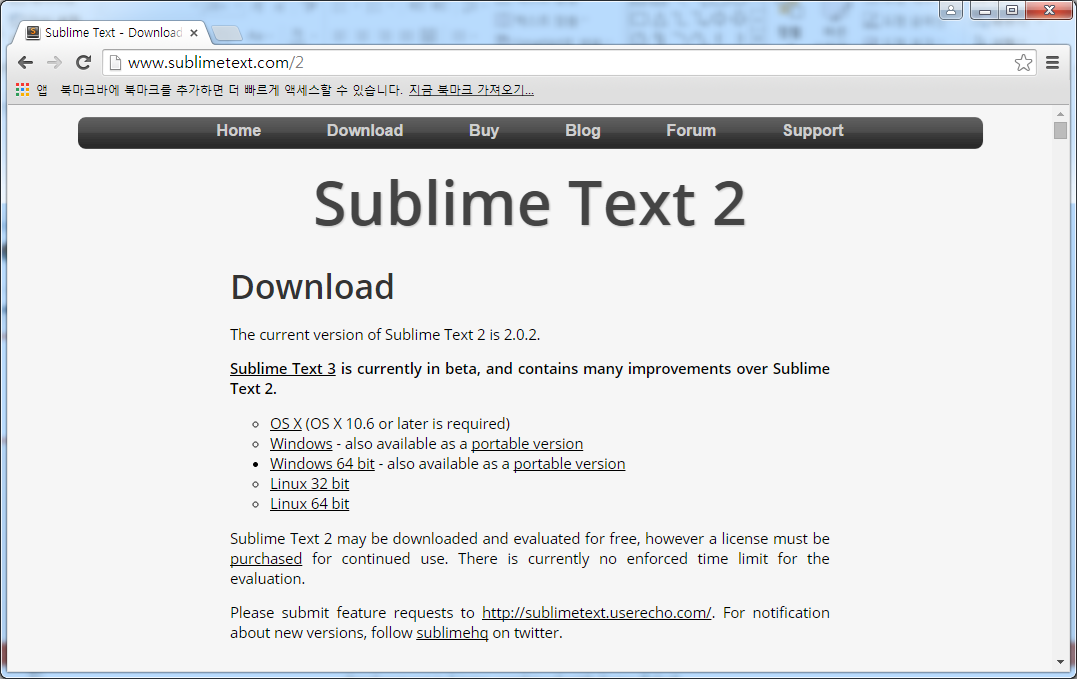 Sublime Text - Download
www.sublimetext.com/2
앱 북마크바에 북마크를 추가하면 더 빠르게 액세스할 수 있습니다. 지금 북마크 가져오기...
Home Download Buy Blog Forum Support
Sublime Text 2
Download
The current version of Sublime Text 2 is 2.0.2.
Sublime Text 3 is currently in beta, and contains many improvements over Sublime
Text 2.
OS X (OS X 10.6 or later is required)
Windows - also available as a portable version
Windows 64 bit - also available as a portable version
Linux 32 bit
Linux 64 bit
Sublime Text 2 may be downloaded and evaluated for free, however a license must be
purchased for continued use. There is currently no enforced time limit for the
evaluation.
Please submit feature requests to http://sublimetext.userecho.com/. For notification
about new versions, follow sublimehq on twitter.